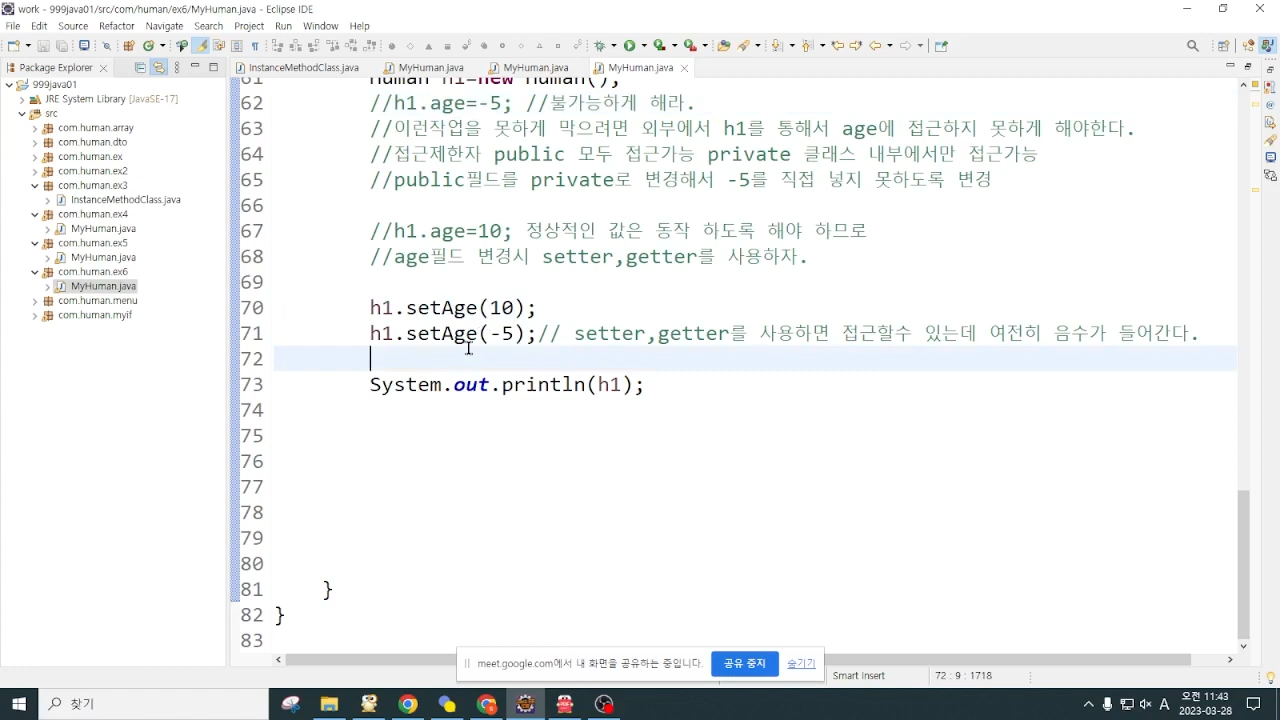 work - 999java01/src/com/human/ex6/MyHuman.java - Eclipse IDE
File Edit Source Refactor Navigate Search Project Run Window Help
Package Explorer
InstanceMethodClass.java MyHuman.java MyHuman.java MyHuman.java
999java01
JRE System Library [JavaSE-17]
src
com.human.array
com.human.dto
com.human.ex
com.human.ex2
com.human.ex3
InstanceMethodClass.java
com.human.ex4
MyHuman.java
com.human.ex5
MyHuman.java
com.human.ex6
MyHuman.java
com.human.menu
com.human.myif
61 Human h1=new Human();
62 //h1.age=-5; //불가능하게 해라.
63 //이런작업을 못하게 막으려면 외부에서 h1를 통해서 age에 접근하지 못하게 해야한다.
64 //접근제한자 public 모두 접근가능 private 클래스 내부에서만 접근가능
65 //public필드를 private로 변경해서 -5를 직접 넣지 못하도록 변경
66
67 //h1.age=10; 정상적인 값은 동작 하도록 해야 하므로
68 //age필드 변경시 setter,getter를 사용하자.
69
70 h1.setAge(10);
71 h1.setAge(-5);// setter,getter를 사용하면 접근할수 있는데 여전히 음수가 들어간다.
72
73 System.out.println(h1);
74
75
76
77
78
79
80
81 }
82 }
83
meet.google.com에서 내 화면을 공유하는 중입니다. 공유 중지 숨기기
Smart Insert 72 : 9 : 1718
찾기
A 오전 11:43
2023-03-28